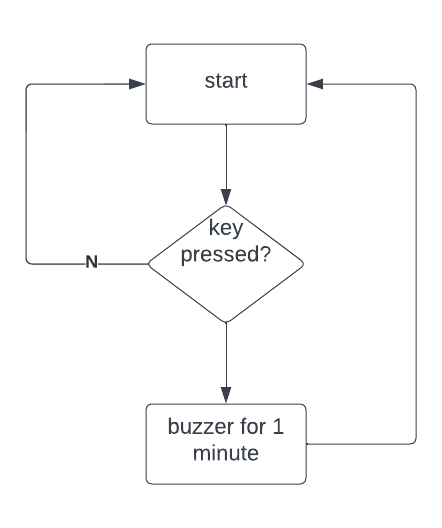 start
key
pressed?
N
buzzer for 1
minute